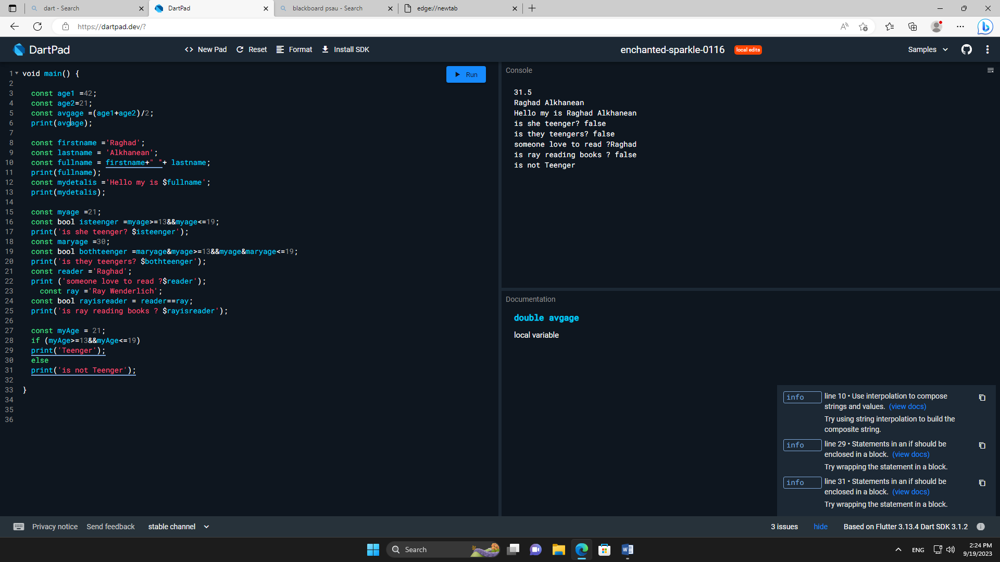 dart - Search
DartPad
blackboard psau - Search
edge://newtab
https://dartpad.dev/?
DartPad
New Pad
Reset
Format
Install SDK
enchanted-sparkle-0116
local edits
Samples
1 void main() {
2
3 const age1 =42;
4 const age2=21;
5 const avgage =(age1+age2)/2;
6 print(avgage);
7
8 const firstname ='Raghad';
9 const lastname = 'Alkhanean';
10 const fullname = firstname+" "+ lastname;
11 print(fullname);
12 const mydetalis ='Hello my is $fullname';
13 print(mydetalis);
14
15 const myage =21;
16 const bool isteenger =myage>=13&&myage<=19;
17 print('is she teenger? $isteenger');
18 const maryage =30;
19 const bool bothteenger =maryage&myage>=13&&myage&maryage<=19;
20 print('is they teengers? $bothteenger');
21 const reader ='Raghad';
22 print ('someone love to read ?$reader');
23 const ray ='Ray Wenderlich';
24 const bool rayisreader = reader==ray;
25 print('is ray reading books ? $rayisreader');
26
27 const myAge = 21;
28 if (myAge>=13&&myAge<=19)
29 print('Teenger');
30 else
31 print('is not Teenger');
32
33 }
34
35
36
Run
Console
31.5
Raghad Alkhanean
Hello my is Raghad Alkhanean
is she teenger? false
is they teengers? false
someone love to read ?Raghad
is ray reading books ? false
is not Teenger
Documentation
double avgage
local variable
info line 10 • Use interpolation to compose
strings and values. (view docs)
Try using string interpolation to build the
composite string.
info line 29 • Statements in an if should be
enclosed in a block. (view docs)
Try wrapping the statement in a block.
info line 31 • Statements in an if should be
enclosed in a block. (view docs)
Try wrapping the statement in a block.
Privacy notice
Send feedback
stable channel
3 issues
hide
Based on Flutter 3.13.4 Dart SDK 3.1.2
Search
ENG
2:24 PM
9/19/2023